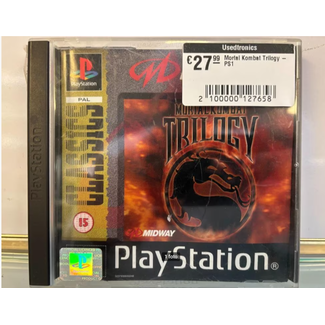 Usedtronics
€27.99 Mortal Kombat Trilogy –
PS1
2 100000 127658
PlayStation
PAL
MORTAL KOMBAT
TRILOGY
CLASSICS
PlayStation
15
MIDWAY
PlayStation®